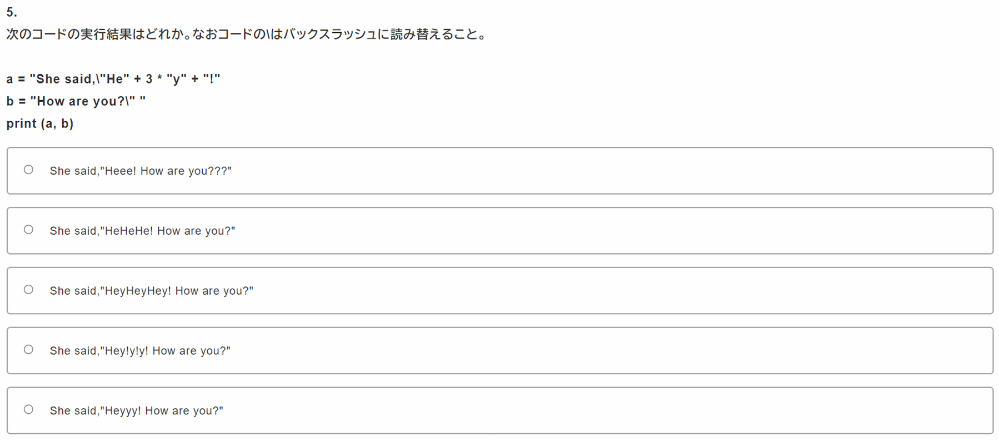 5.
次のコードの実行結果はどれか。なおコードの\はバックスラッシュに読み替えること。
a = "She said,\"He" + 3 * "y" + "!"
b = "How are you?\" "
print (a, b)
She said,"Heee! How are you???"
She said,"HeHeHe! How are you?"
She said,"HeyHeyHey! How are you?"
She said,"Hey!y!y! How are you?"
She said,"Heyyy! How are you?"